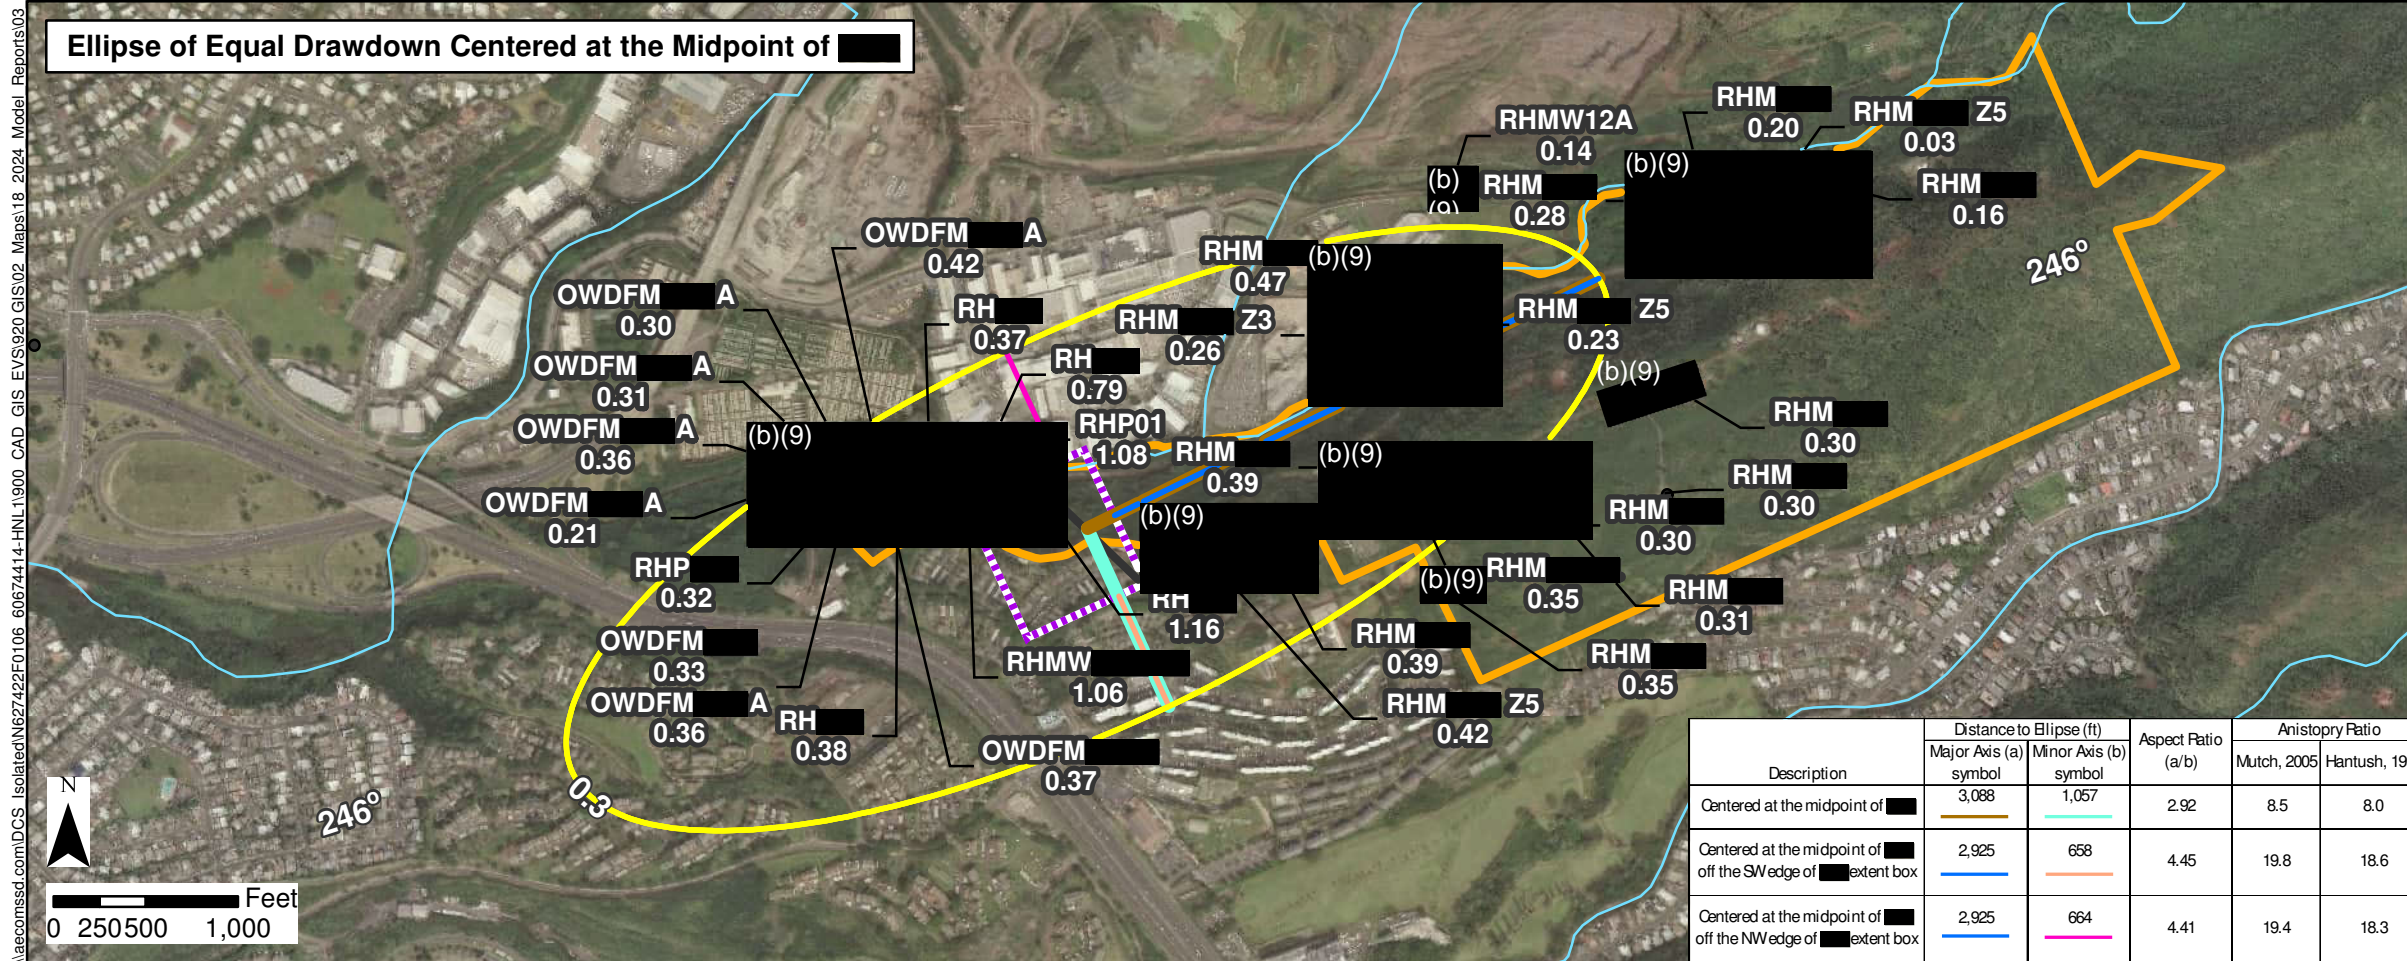 Ellipse of Equal Drawdown Centered at the Midpoint of
\aecomssd.com\DCS Isolated\N627422F0106 60674414-HNL1\900 CAD GIS EVS\920 GIS\02 Maps\18 2024 Model Reports\03
RHM
0.20
RHM Z5
0.03
RHMW12A
0.14
(b)(9)
(b)
(9)
RHM
0.28
RHM
0.16
OWDFM A
0.42
RHM
0.47
(b)(9)
246º
OWDFM A
0.30
RH
0.37
RHM Z3
0.26
RHM Z5
0.23
OWDFM A
0.31
RH
0.79
(b)(9)
OWDFM A
0.36
(b)(9)
RHP01
1.08
RHM
0.39
(b)(9)
RHM
0.30
RHM
0.30
OWDFM A
0.21
(b)(9)
RHM
0.30
RHP
0.32
RH
1.16
(b)(9)
RHM
0.35
RHM
0.31
OWDFM
0.33
RHMW
1.06
RHM
0.39
RHM
0.35
OWDFM A
0.36
RH
0.38
RHM Z5
0.42
OWDFM
0.37
0.3
246º
N
Feet
0 250 500 1,000
Description
Distance to Ellipse (ft)
Major Axis (a)
symbol
Minor Axis (b)
symbol
Aspect Ratio
(a/b)
Anistopry Ratio
Mutch, 2005
Hantush, 19
Centered at the midpoint of
3,088 1,057 2.92 8.5 8.0
Centered at the midpoint of
off the SW edge of extent box
2,925 658 4.45 19.8 18.6
Centered at the midpoint of
off the NW edge of extent box
2,925 664 4.41 19.4 18.3